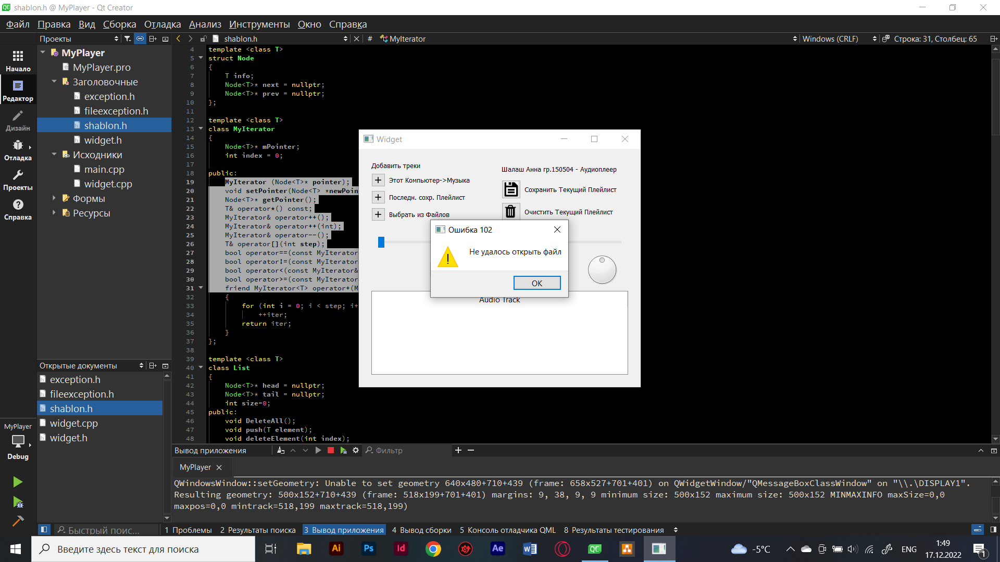 shablon.h @ MyPlayer - Qt Creator
Файл Правка Вид Сборка Отладка Анализ Инструменты Окно Справка
Проекты
shablon.h
# MyIterator
Windows (CRLF)
Строка: 31, Столбец: 65
Начало
Редактор
Дизайн
Отладка
Проекты
Справка
MyPlayer
MyPlayer.pro
Заголовочные
exception.h
fileexception.h
shablon.h
widget.h
Исходники
main.cpp
widget.cpp
Формы
Ресурсы
4 template <class T>
5 struct Node
6 {
7 T info;
8 Node<T>* next = nullptr;
9 Node<T>* prev = nullptr;
10 };
11
12 template <class T>
13 class MyIterator
14 {
15 Node<T>* mPointer;
16 int index = 0;
17
18 public:
19 MyIterator (Node<T>* pointer);
20 void setPointer(Node<T> *newPoin
21 Node<T>* getPointer();
22 T& operator*() const;
23 MyIterator& operator++();
24 MyIterator& operator++(int);
25 MyIterator& operator--();
26 T& operator[](int step);
27 bool operator==(const MyIterator
28 bool operator!=(const MyIterator
29 bool operator<(const MyIterator&
30 bool operator>=(const MyIterator
31 friend MyIterator<T> operator+(M
32 {
33 for (int i = 0; i < step; i+
34 ++iter;
35 return iter;
36 }
37 };
38
39 template <class T>
40 class List
41 {
42 Node<T>* head = nullptr;
43 Node<T>* tail = nullptr;
44 int size=0;
45 public:
46 void DeleteAll();
47 void push(T element);
48 void deleteElement(int index);
Widget
Добавить треки
Шалаш Анна гр.150504 - Аудиоплеер
Этот Компьютер->Музыка
Последн. сохр. Плейлист
Выбрать из Файлов
Сохранить Текущий Плейлист
Очистить Текущий Плейлист
Ошибка 102
Не удалось открыть файл
OK
Audio Track
Открытые документы
exception.h
fileexception.h
shablon.h
widget.cpp
widget.h
MyPlayer
Debug
Вывод приложения
Фильтр
MyPlayer
QWindowsWindow::setGeometry: Unable to set geometry 640x480+710+439 (frame: 658x527+701+401) on QWidgetWindow/"QMessageBoxClassWindow" on "\\.\DISPLAY1".
Resulting geometry: 500x152+710+439 (frame: 518x199+701+401) margins: 9, 38, 9, 9 minimum size: 500x152 maximum size: 500x152 MINMAXINFO maxSize=0,0
maxpos=0,0 mintrack=518,199 maxtrack=518,199)
Быстрый поис...
1 Проблемы 2 Результаты поиска 3 Вывод приложения 4 Вывод сборки 5 Консоль отладчика QML 8 Результаты тестирования
Введите здесь текст для поиска
Ai Ps Id Ae W QC
-5°C
ENG
1:49
17.12.2022
1